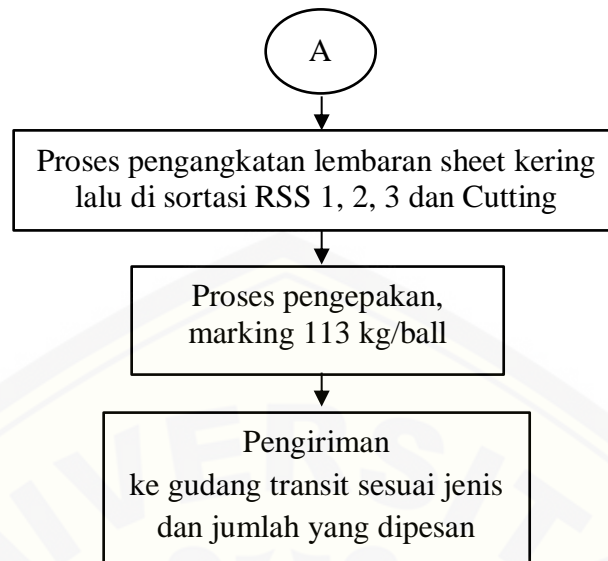 A
Proses pengangkatan lembaran sheet kering
lalu di sortasi RSS 1, 2, 3 dan Cutting
Proses pengepakan,
marking 113 kg/ball
Pengiriman
ke gudang transit sesuai jenis
dan jumlah yang dipesan